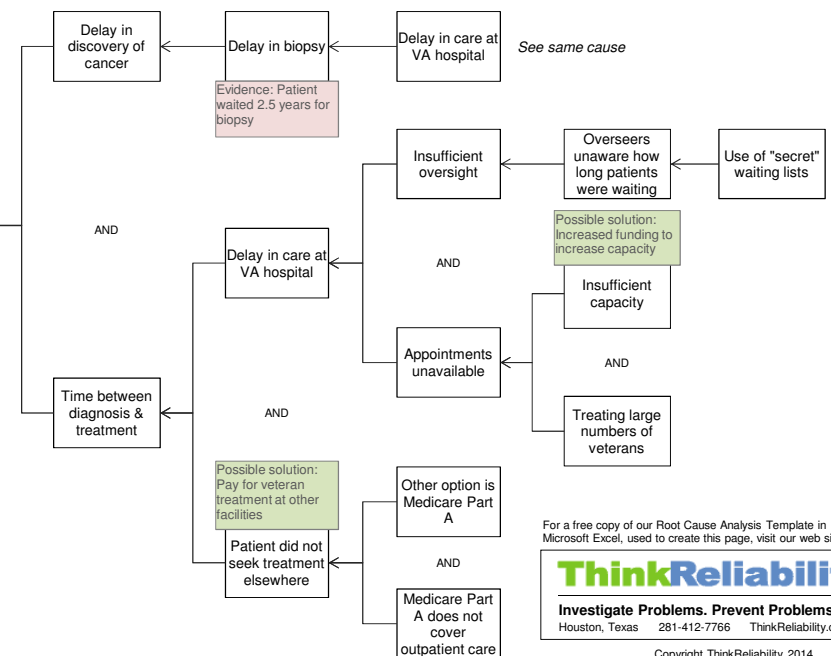 Delay in
discovery of
cancer
Delay in biopsy
Delay in care at
VA hospital
See same cause
Evidence: Patient
waited 2.5 years for
biopsy
Insufficient
oversight
Overseers
unaware how
long patients
were waiting
Use of "secret"
waiting lists
AND
Possible solution:
Increased funding to
increase capacity
Delay in care at
VA hospital
AND
Insufficient
capacity
Appointments
unavailable
AND
Treating large
numbers of
veterans
Time between
diagnosis &
treatment
AND
Possible solution:
Pay for veteran
treatment at other
facilities
Patient did not
seek treatment
elsewhere
Other option is
Medicare Part
A
AND
Medicare Part
A does not
cover
outpatient care
For a free copy of our Root Cause Analysis Template in
Microsoft Excel, used to create this page, visit our web
ThinkReliabili
Investigate Problems. Prevent Problems
Houston, Texas 281-412-7766 ThinkReliability.
Copyright ThinkReliability 2014